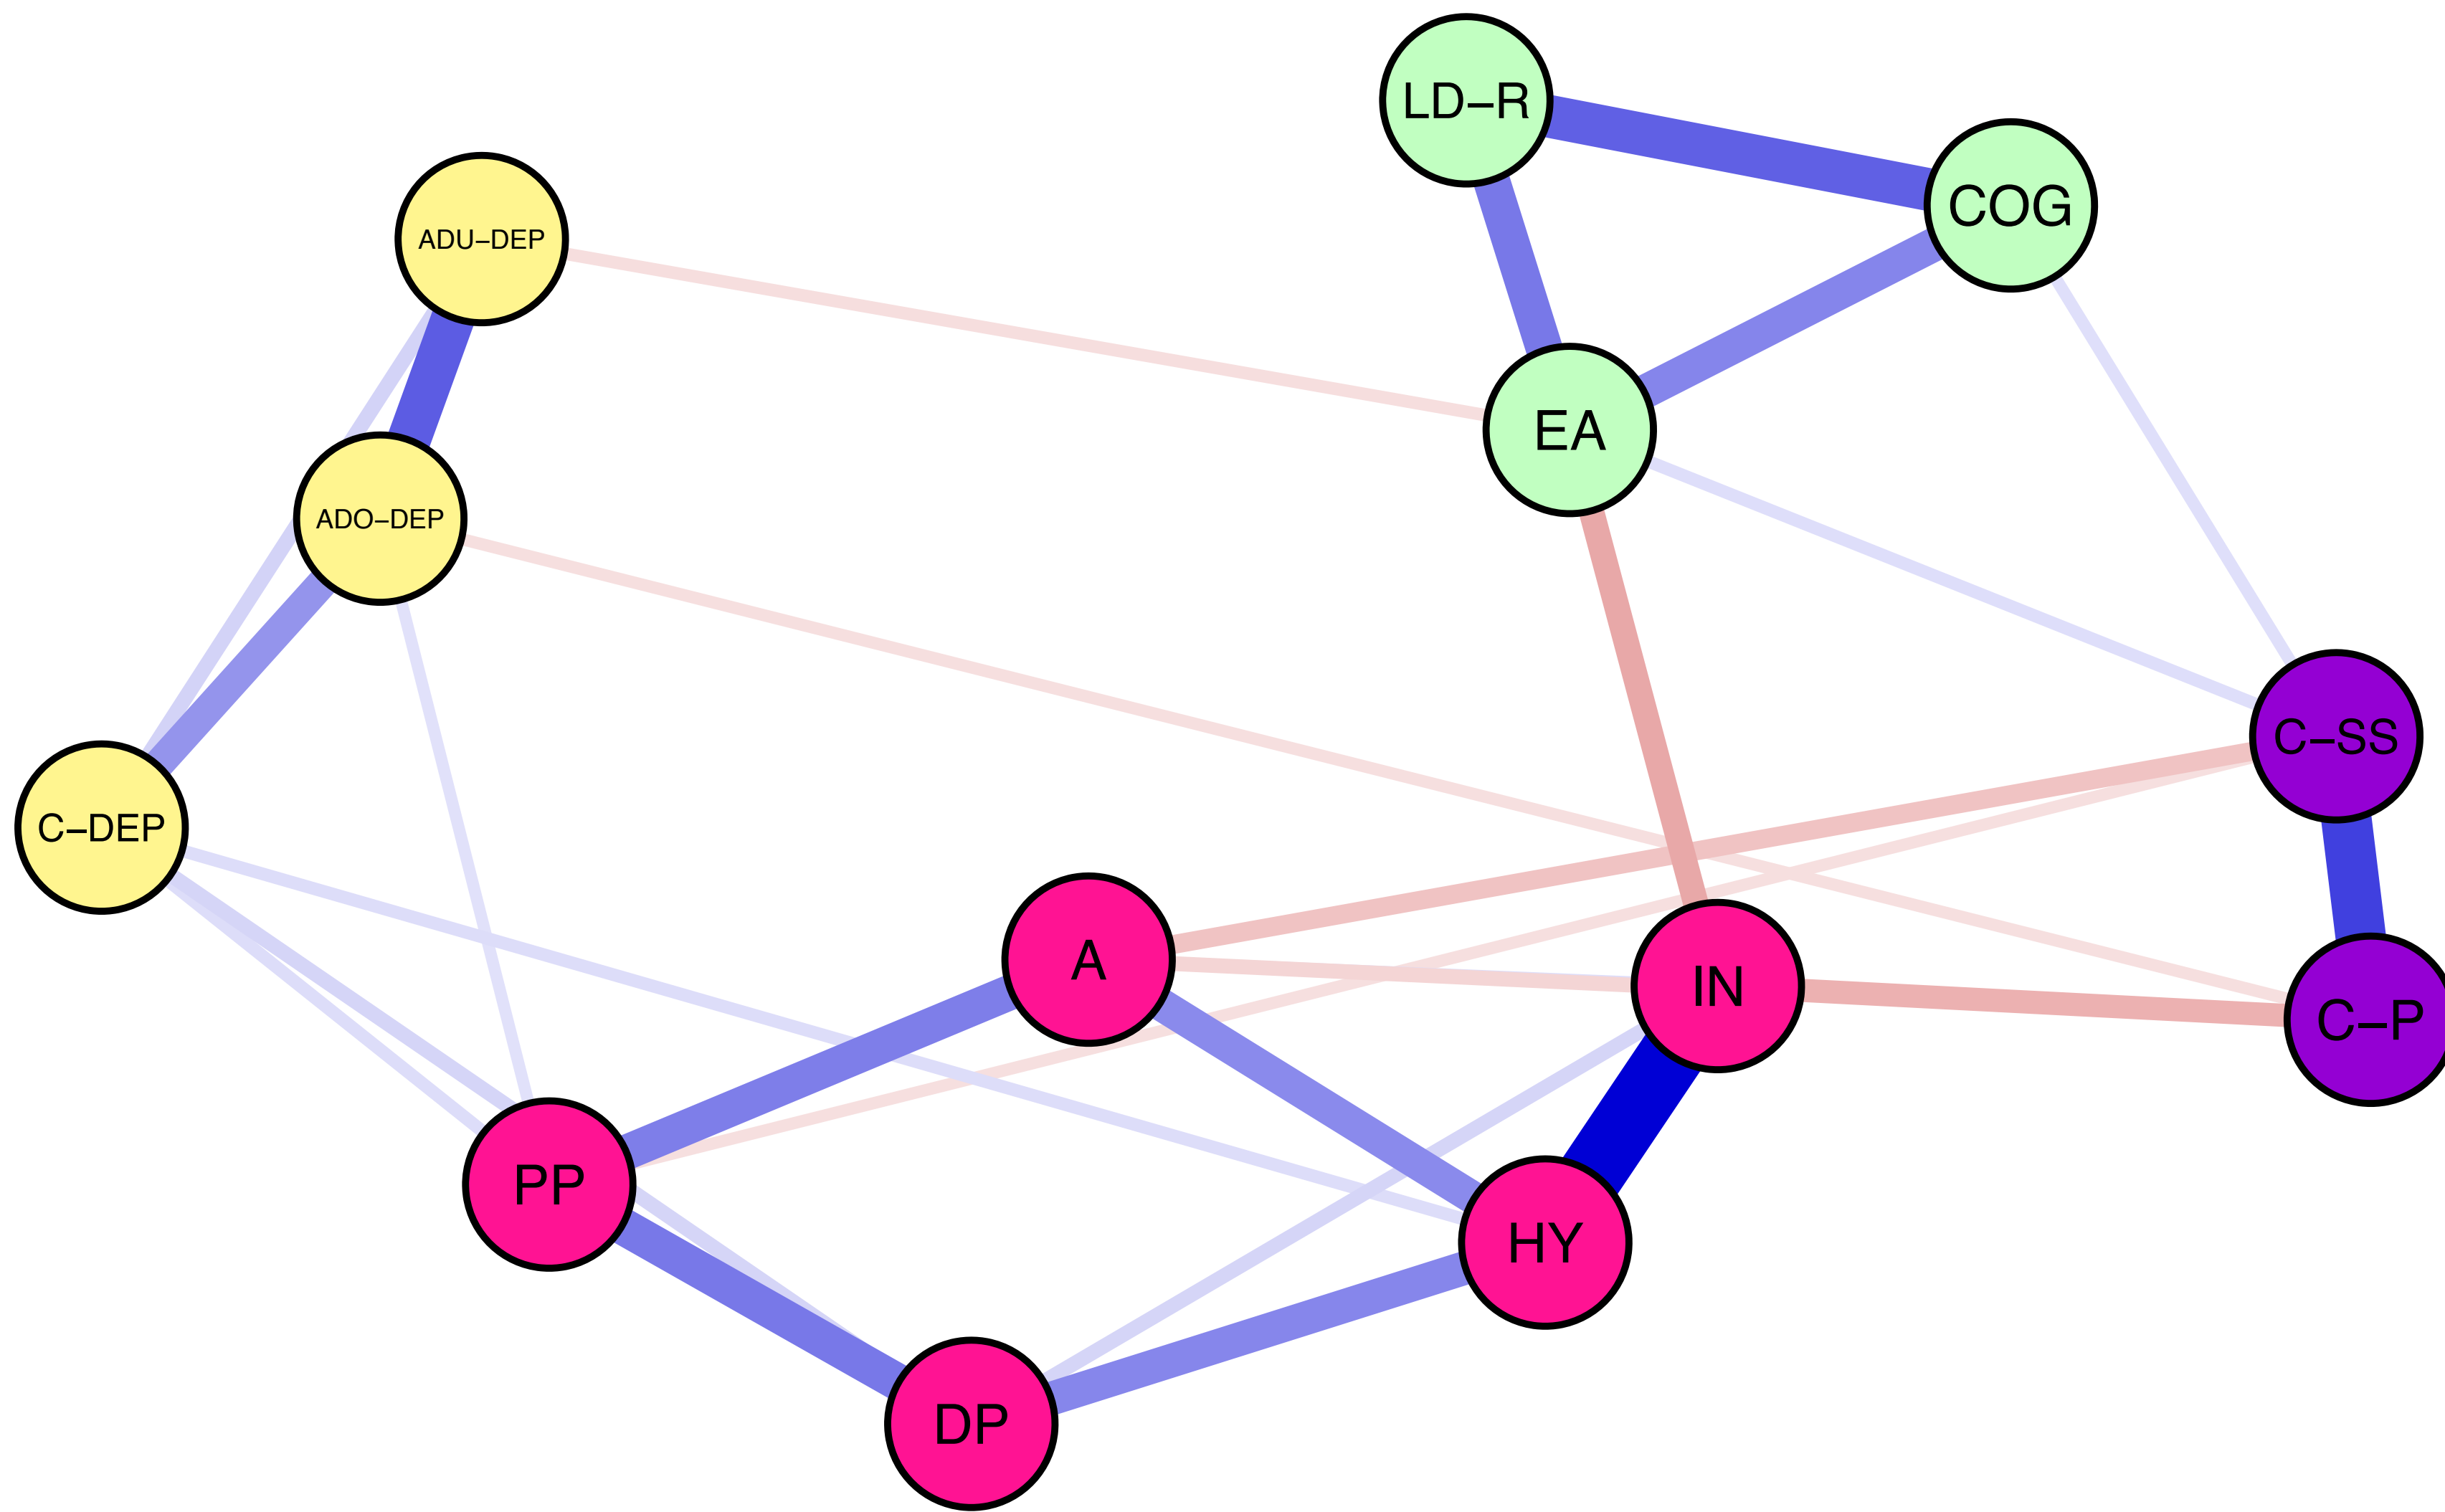 LD−R
COG
ADU−DEP
EA
ADO−DEP
C−SS
C−DEP
A
IN
C−P
PP
HY
DP